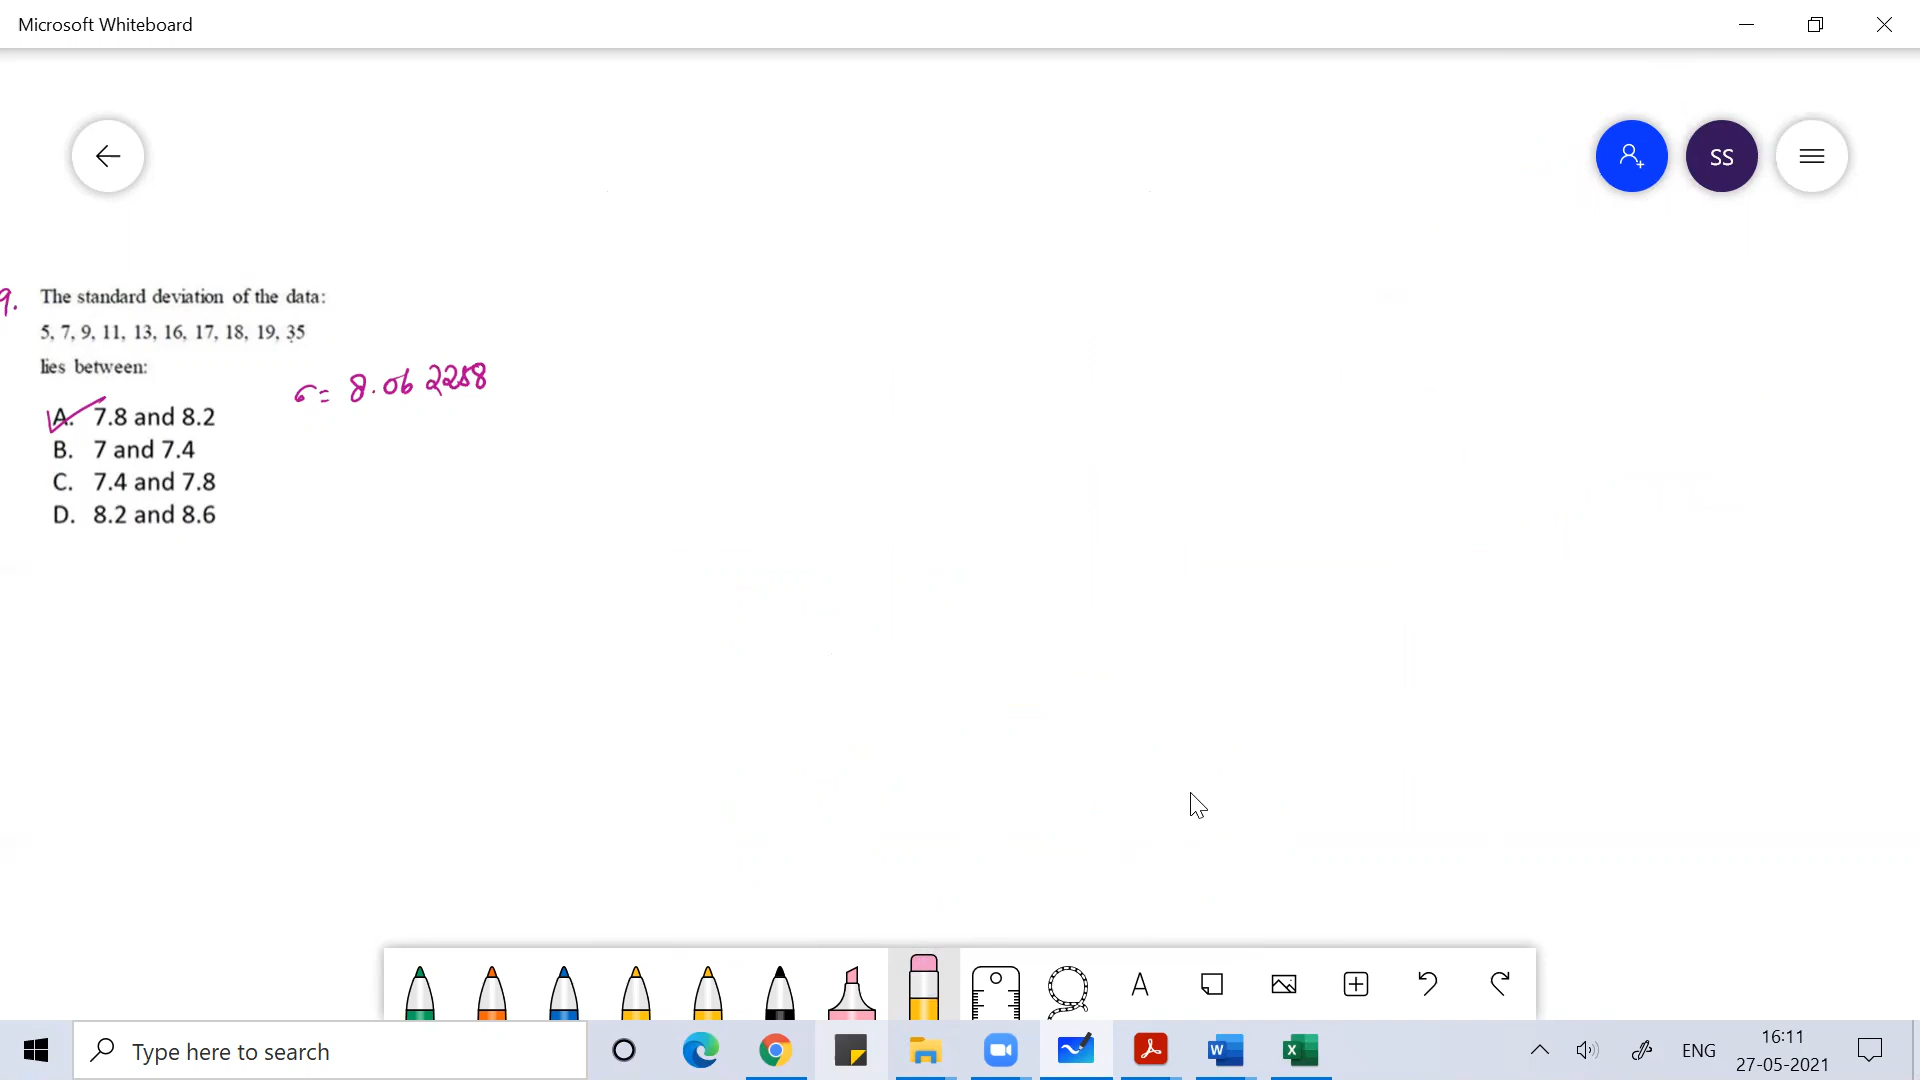 Microsoft Whiteboard
SS
9. The standard deviation of the data:
5, 7, 9, 11, 13, 16, 17, 18, 19, 35
lies between:
σ = 8.062258
A. 7.8 and 8.2
B. 7 and 7.4
C. 7.4 and 7.8
D. 8.2 and 8.6
A
Type here to search
ENG
16:11
27-05-2021